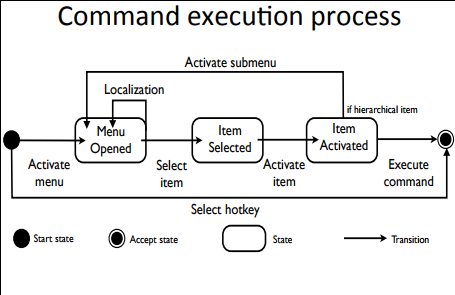 Command execution process
Activate submenu
Localization
if hierarchical item
Menu
Opened
Item
Selected
Item
Activated
Activate
menu
Select
item
Activate
item
Execute
command
Select hotkey
Start state
Accept state
State
Transition